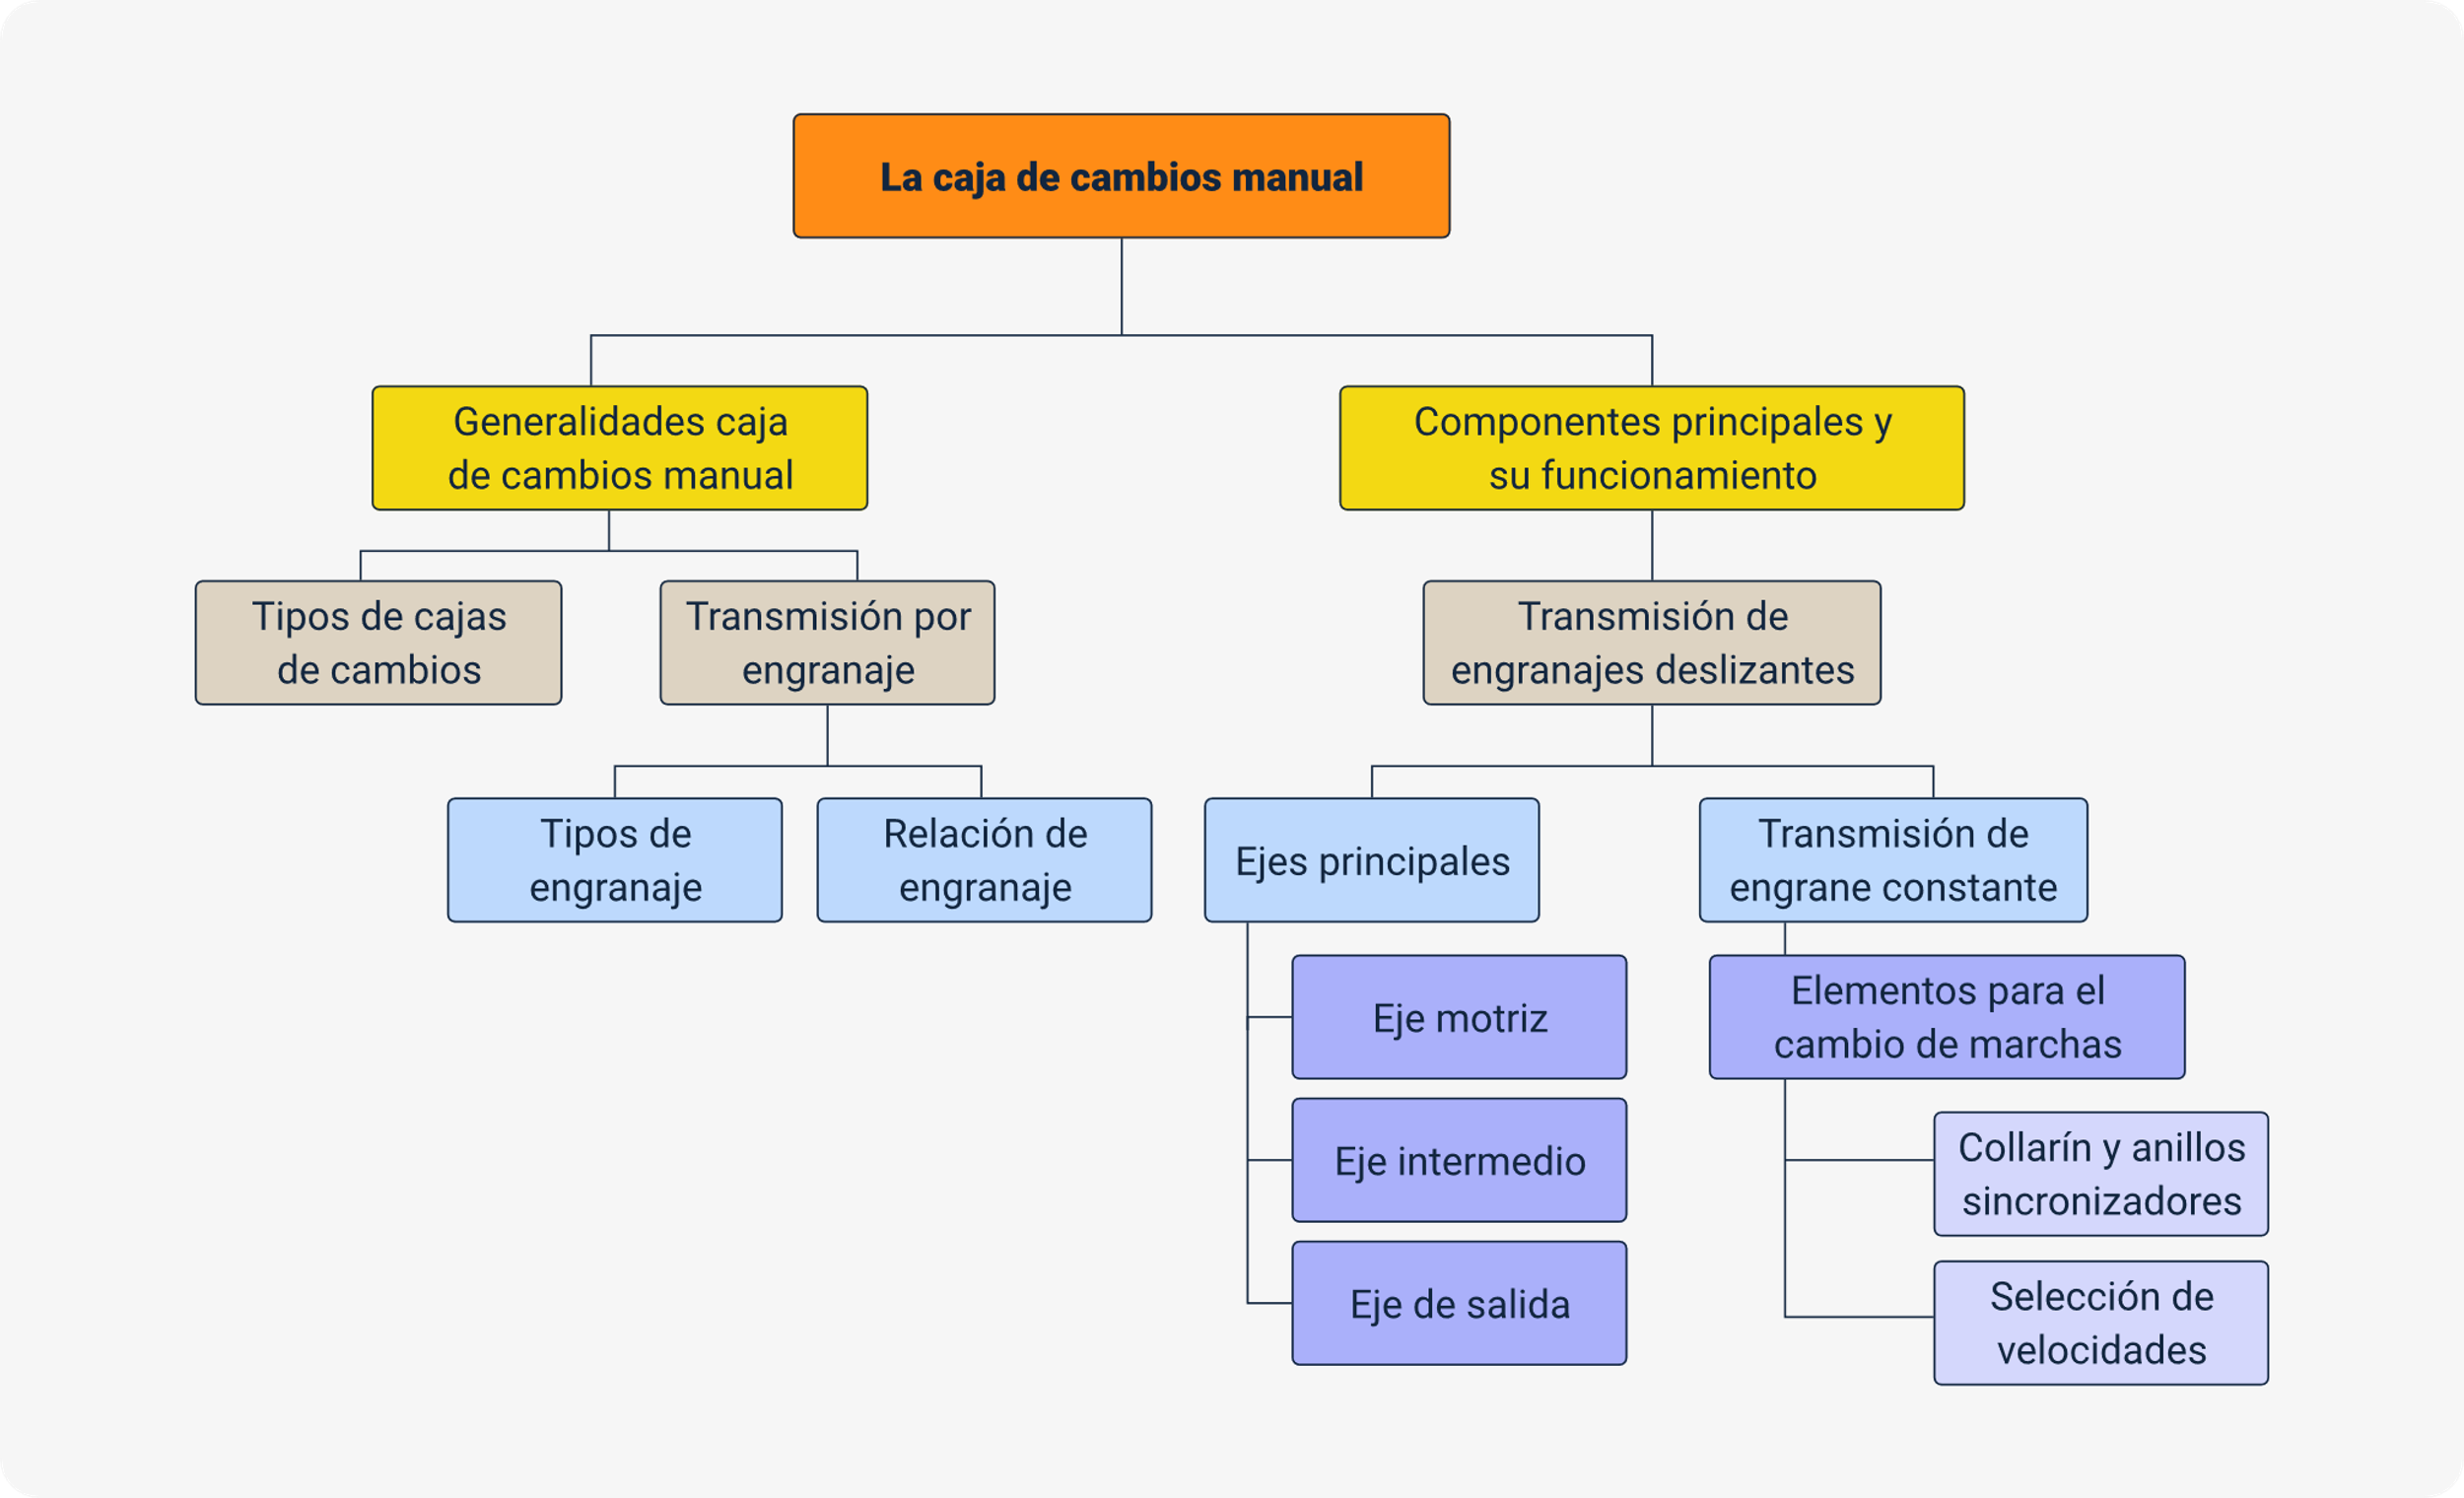 La caja de cambios manual
Generalidades caja
de cambios manual
Componentes principales y
su funcionamiento
Tipos de cajas
de cambios
Transmisión por
engranaje
Transmisión de
engranajes deslizantes
Tipos de
engranaje
Relación de
engranaje
Ejes principales
Transmisión de
engrane constante
Eje motriz
Elementos para el
cambio de marchas
Eje intermedio
Collarín y anillos
sincronizadores
Eje de salida
Selección de
velocidades